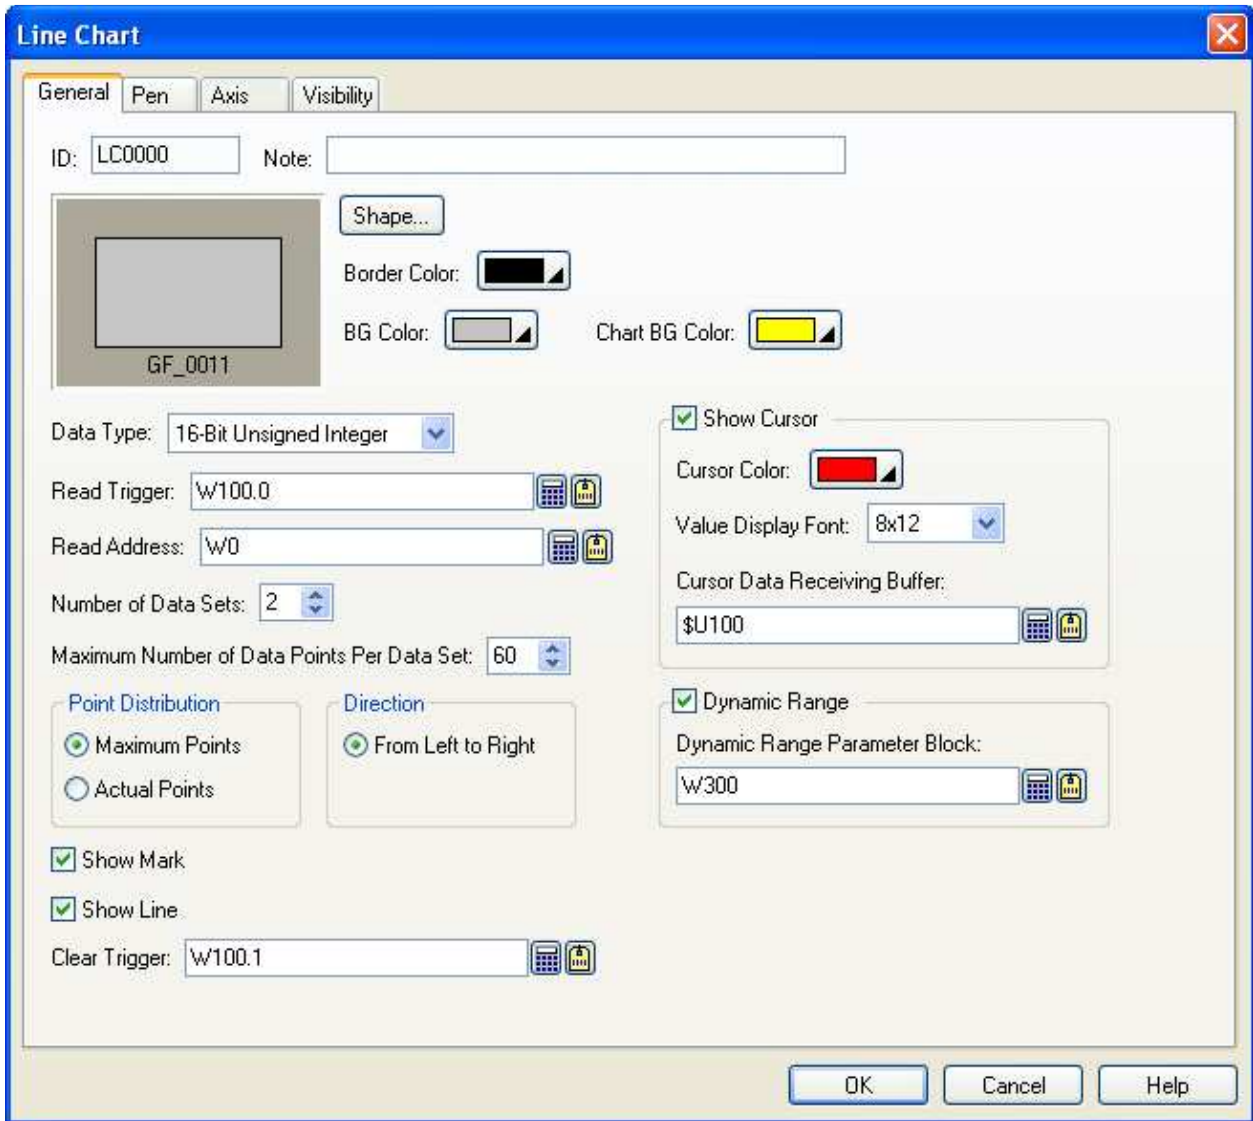 Line Chart
General Pen Axis Visibility
ID: LC0000 Note:
Shape...
Border Color:
BG Color: Chart BG Color:
GF_0011
Data Type: 16-Bit Unsigned Integer
Read Trigger: W100.0
Read Address: W0
Number of Data Sets: 2
Maximum Number of Data Points Per Data Set: 60
Point Distribution
Maximum Points
Actual Points
Direction
From Left to Right
Show Mark
Show Line
Clear Trigger: W100.1
Show Cursor
Cursor Color:
Value Display Font: 8x12
Cursor Data Receiving Buffer:
$U100
Dynamic Range
Dynamic Range Parameter Block:
W300
OK Cancel Help